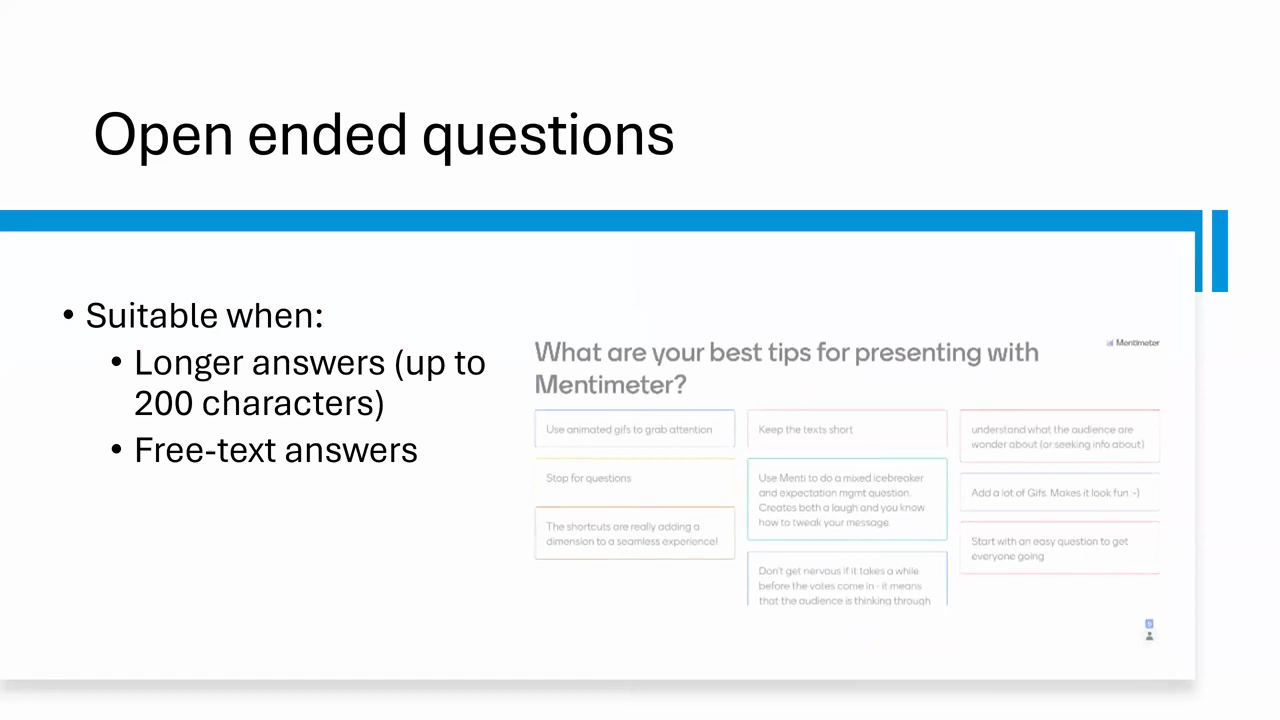 Open ended questions
• Suitable when:
• Longer answers (up to
200 characters)
• Free-text answers
What are your best tips for presenting with
Mentimeter?
Mentimeter
Use animated gifs to grab attention
Stop for questions
The shortcuts are really adding a
dimension to a seamless experience!
Keep the texts short
Use Menti to do a mixed icebreaker
and expectation mgmt question.
Creates both a laugh and you know
how to tweak your message.
Don't get nervous if it takes a while
before the votes come in - it means
that the audience is thinking through
understand what the audience are
wonder about (or seeking info about)
Add a lot of Gifs. Makes it look fun :-)
Start with an easy question to get
everyone going